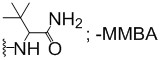 NH₂
NH
O
; -MMBA